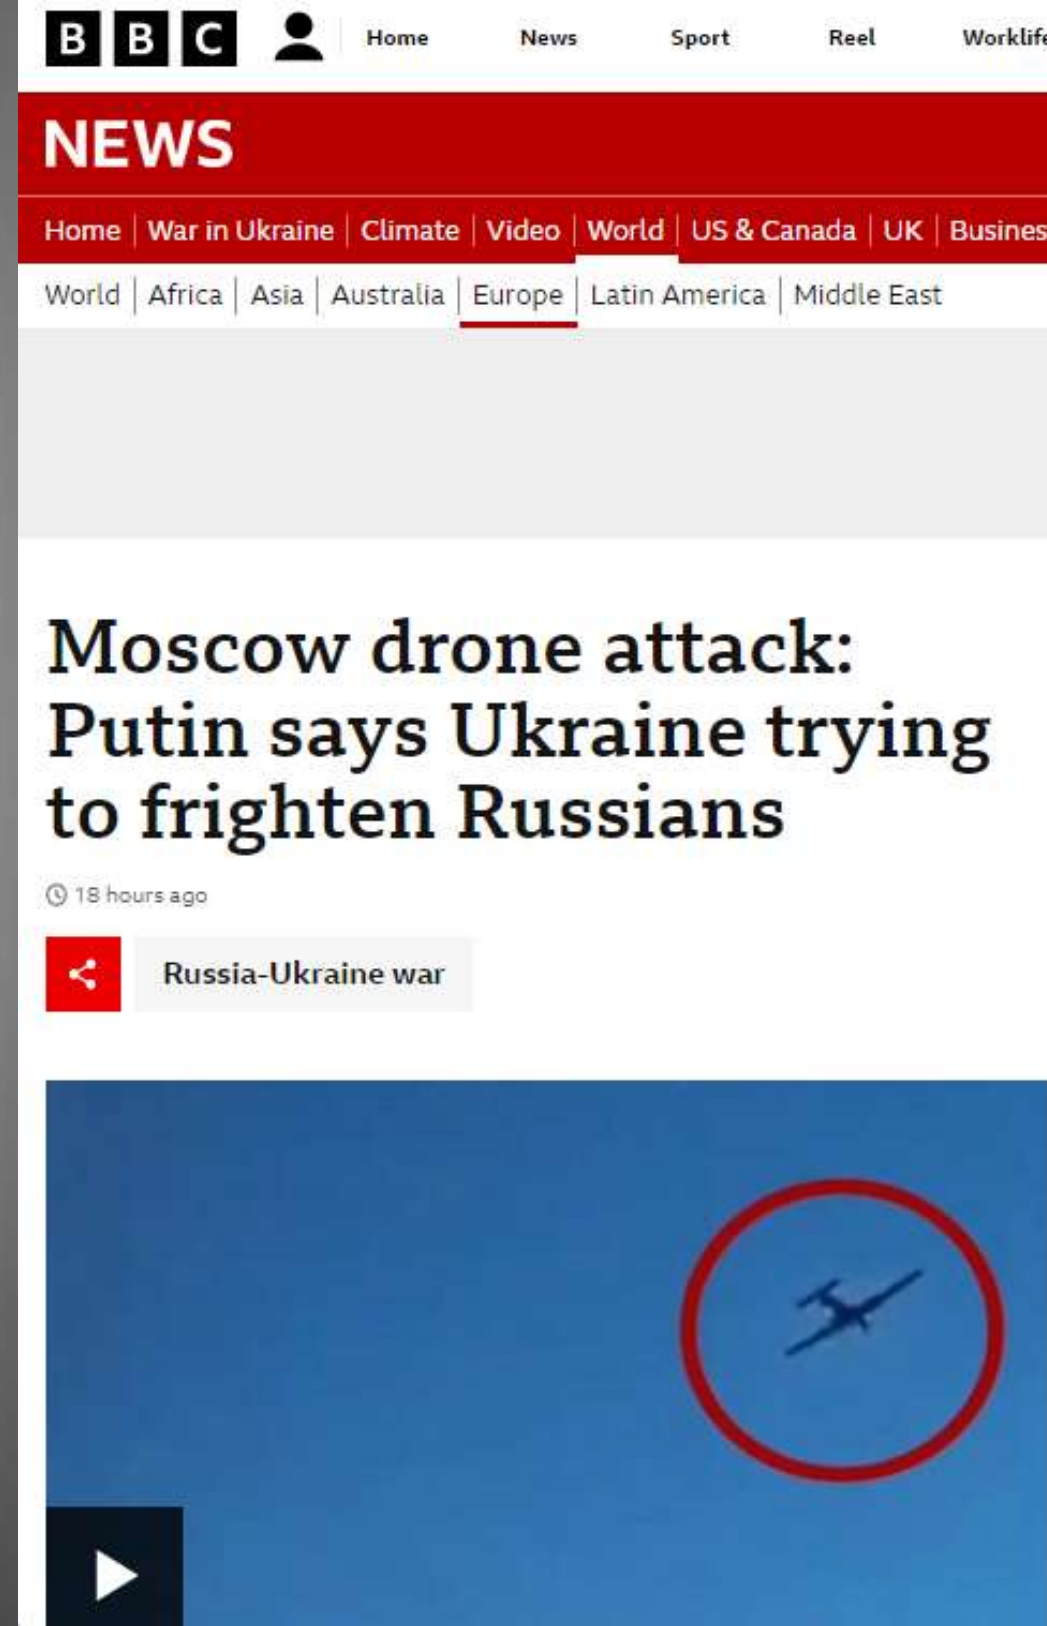 BBC Home News Sport Reel Worklife
NEWS
Home War in Ukraine Climate Video World US & Canada UK Busines
World Africa Asia Australia Europe Latin America Middle East
Moscow drone attack:
Putin says Ukraine trying
to frighten Russians
18 hours ago
Russia-Ukraine war